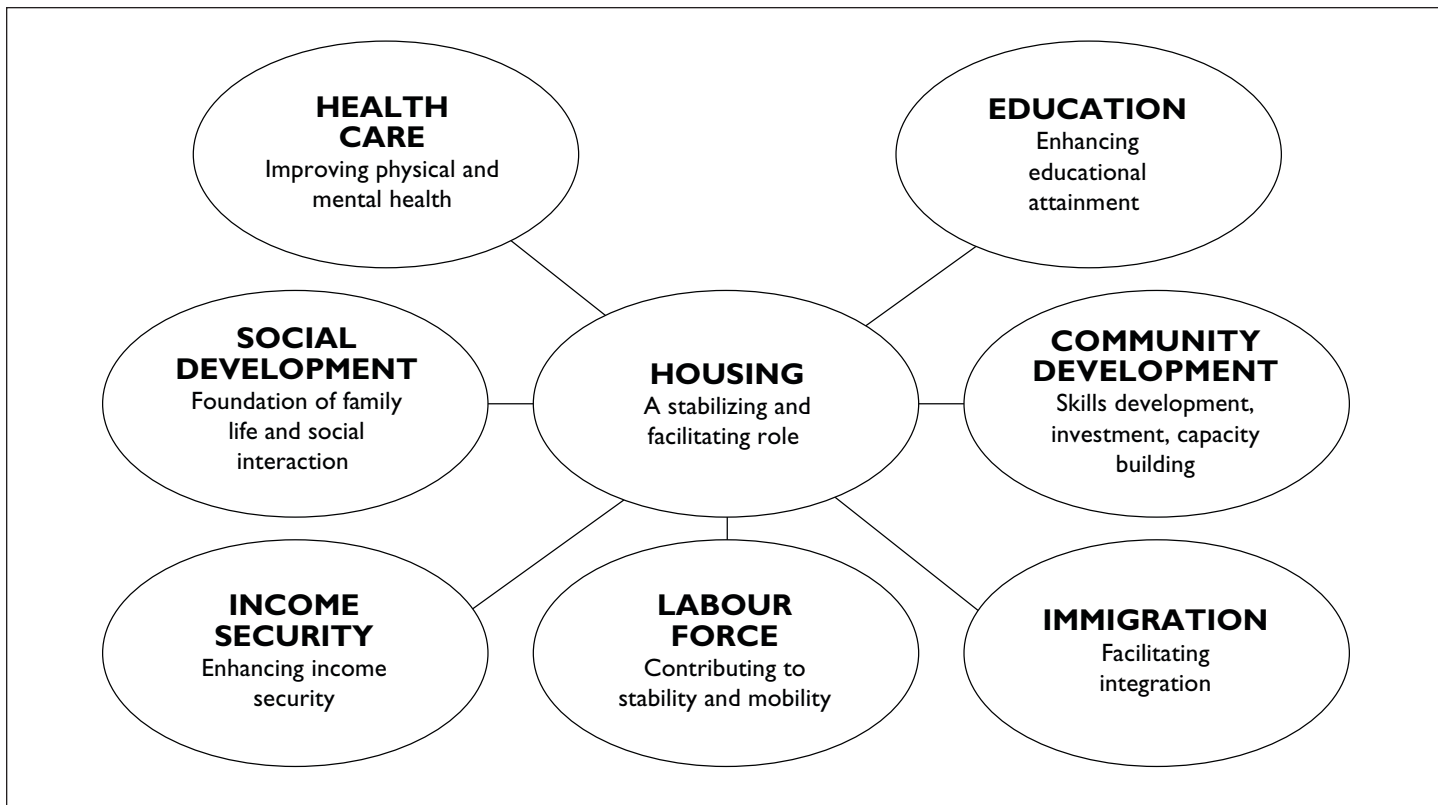 HEALTH
CARE
Improving physical and
mental health
EDUCATION
Enhancing
educational
attainment
SOCIAL
DEVELOPMENT
Foundation of family
life and social
interaction
HOUSING
A stabilizing and
facilitating role
COMMUNITY
DEVELOPMENT
Skills development,
investment, capacity
building
INCOME
SECURITY
Enhancing income
security
LABOUR
FORCE
Contributing to
stability and mobility
IMMIGRATION
Facilitating
integration